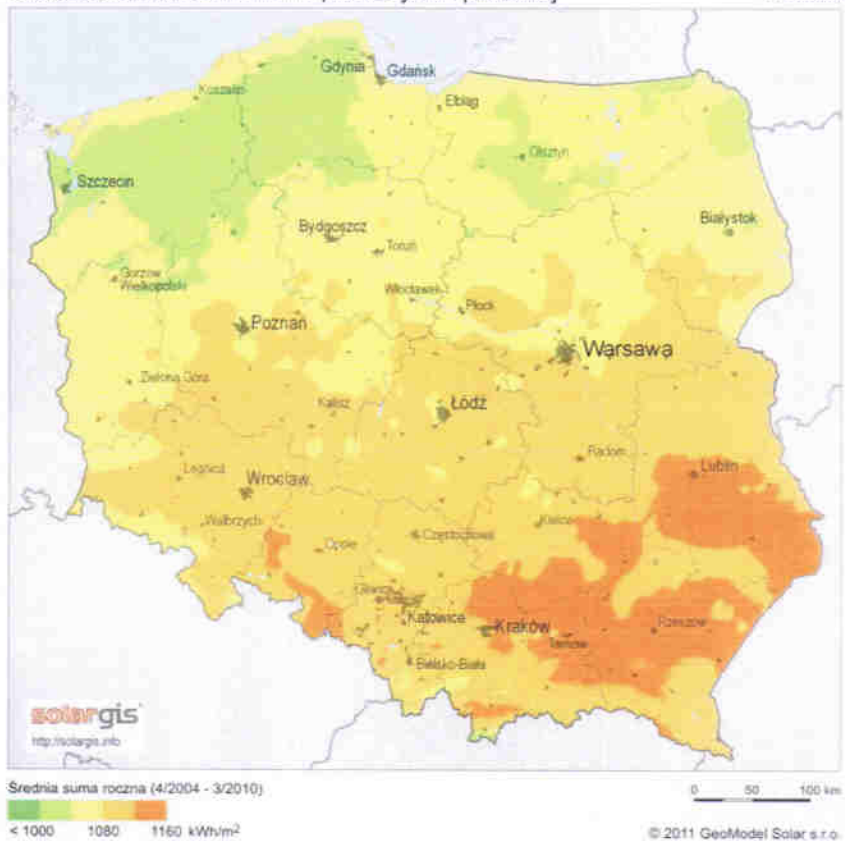 Gdynia
Gdańsk
Koszalin
Elbląg
Olsztyn
Szczecin
Białystok
Bydgoszcz
Toruń
Gorzów
Wielkopolski
Włocławek
Płock
Poznań
Warsawa
Zielona Góra
Kalisz
Łódź
Radom
Lublin
Legnica
Wrocław
Wałbrzych
Opole
Częstochowa
Kielce
Katowice
Kraków
Tarnów
Rzeszów
Bielsko-Biała
solargis
http://solargis.info
Średnia suma roczna (4/2004 - 3/2010)
0 50 100 km
< 1000 1080 1160 kWh/m²
© 2011 GeoModel Solar s.r.o.